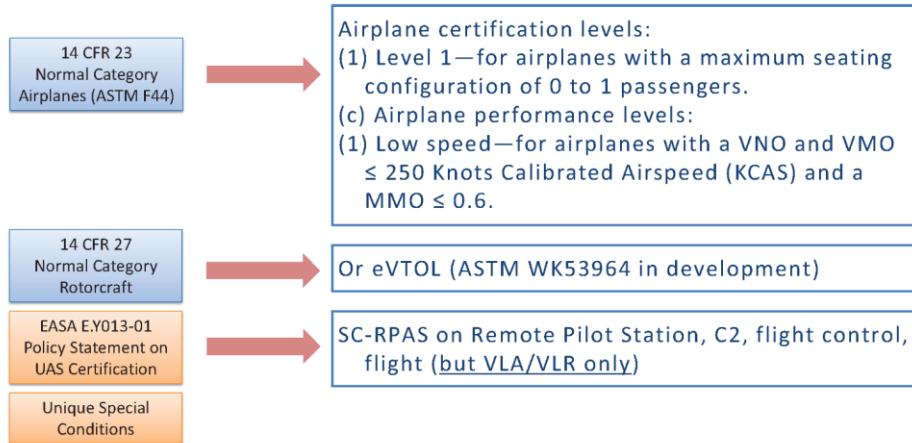 14 CFR 23
Normal Category
Airplanes (ASTM F44)
Airplane certification levels:
(1) Level 1—for airplanes with a maximum seating
configuration of 0 to 1 passengers.
(c) Airplane performance levels:
(1) Low speed—for airplanes with a VNO and VMO
≤ 250 Knots Calibrated Airspeed (KCAS) and a
MMO ≤ 0.6.
14 CFR 27
Normal Category
Rotorcraft
Or eVTOL (ASTM WK53964 in development)
EASA E.Y013-01
Policy Statement on
UAS Certification
SC-RPAS on Remote Pilot Station, C2, flight control,
flight (but VLA/VLR only)
Unique Special
Conditions